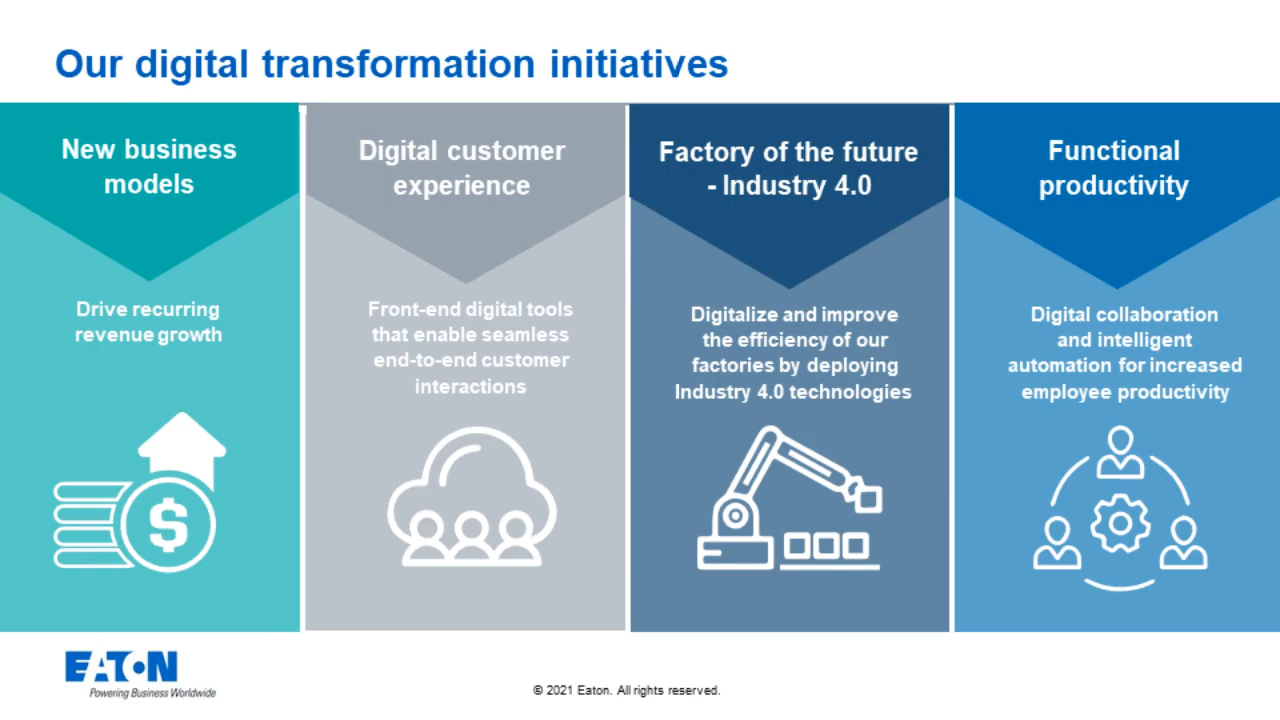 Our digital transformation initiatives
New business
models
Drive recurring
revenue growth
Digital customer
experience
Front-end digital tools
that enable seamless
end-to-end customer
interactions
Factory of the future
- Industry 4.0
Digitalize and improve
the efficiency of our
factories by deploying
Industry 4.0 technologies
Functional
productivity
Digital collaboration
and intelligent
automation for increased
employee productivity
$
EATON
Powering Business Worldwide
© 2021 Eaton. All rights reserved.